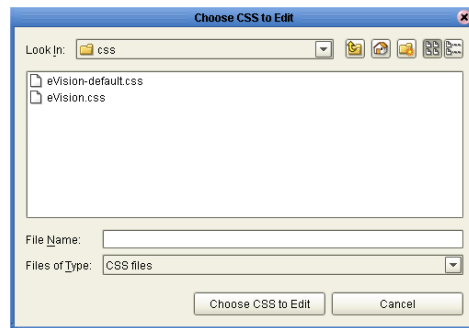 Choose CSS to Edit
Look In: css
eVision-default.css
eVision.css
File Name:
Files of Type: CSS files
Choose CSS to Edit Cancel